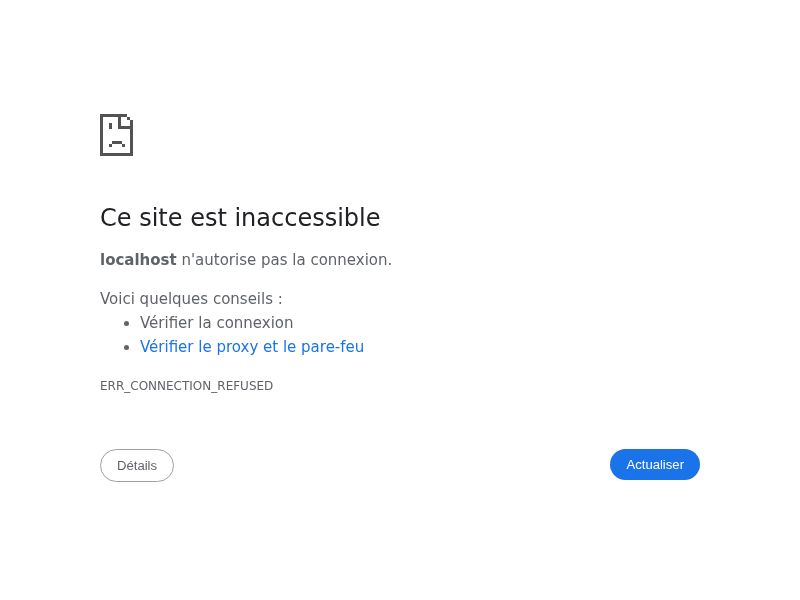 Ce site est inaccessible
localhost n'autorise pas la connexion.
Voici quelques conseils :
Vérifier la connexion
Vérifier le proxy et le pare-feu
ERR_CONNECTION_REFUSED
Détails
Actualiser